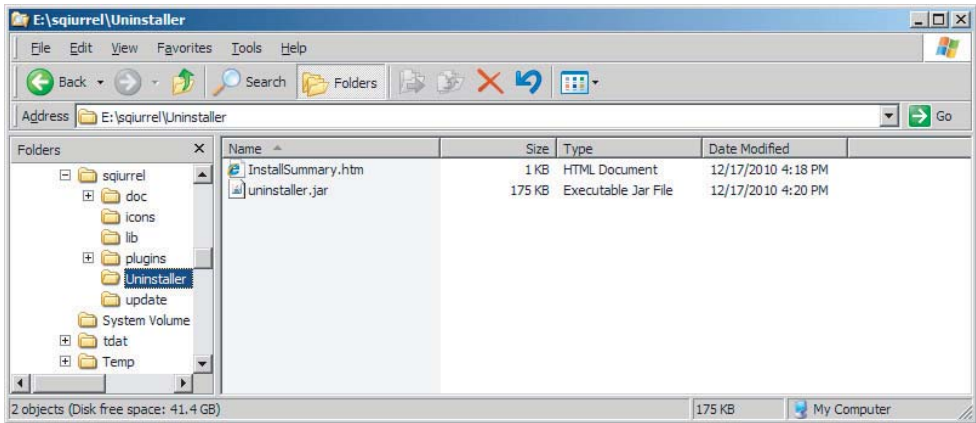 E:\sqiurrel\Uninstaller
File Edit View Favorites Tools Help
Back Search Folders
Address E:\sqiurrel\Uninstaller Go
Folders x
sqiurrel
doc
icons
lib
plugins
Uninstaller
update
System Volume
tdat
Temp
Name Size Type Date Modified
InstallSummary.htm 1 KB HTML Document 12/17/2010 4:18 PM
uninstaller.jar 175 KB Executable Jar File 12/17/2010 4:20 PM
2 objects (Disk free space: 41.4 GB) 175 KB My Computer